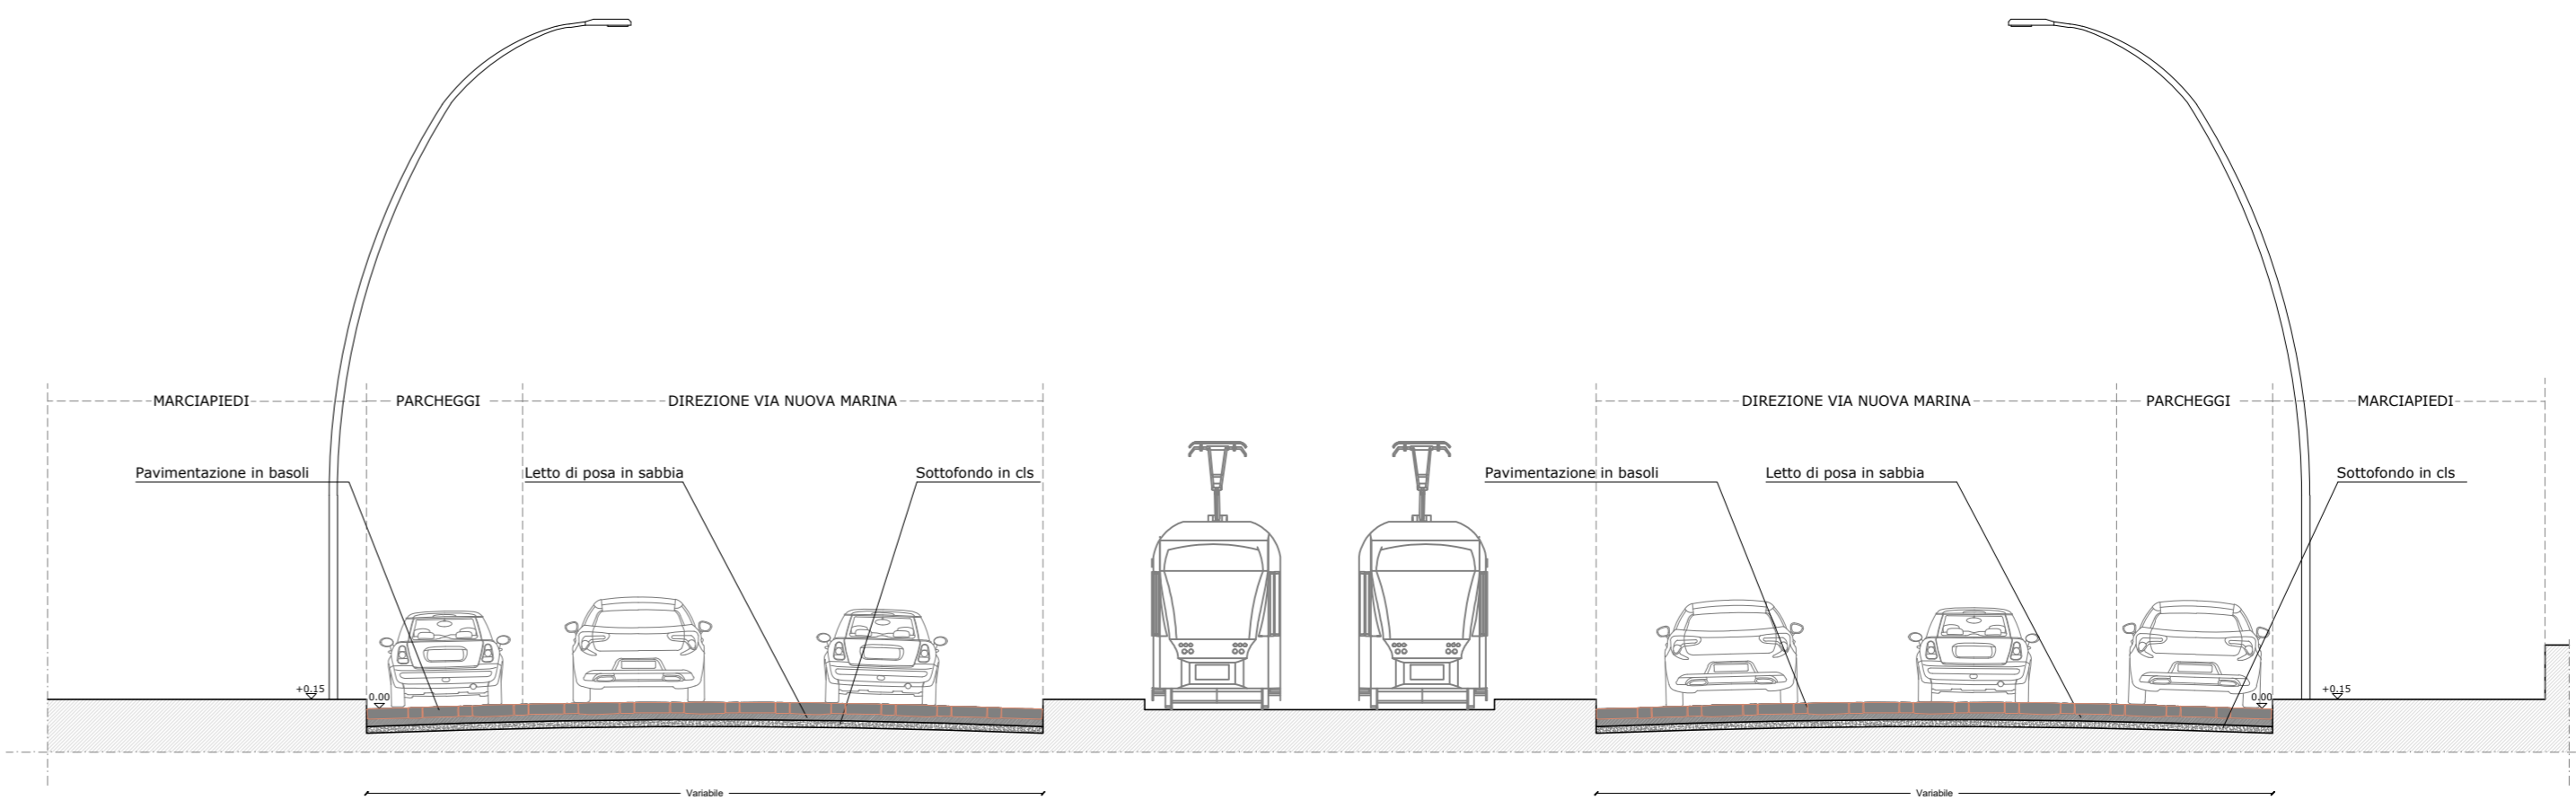 MARCIAPIEDI
PARCHEGGI
DIREZIONE VIA NUOVA MARINA
DIREZIONE VIA NUOVA MARINA
PARCHEGGI
MARCIAPIEDI
Pavimentazione in basoli
Letto di posa in sabbia
Sottofondo in cls
Pavimentazione in basoli
Letto di posa in sabbia
Sottofondo in cls
+0.15
0.00
0.00
+0.15
Variabile
Variabile